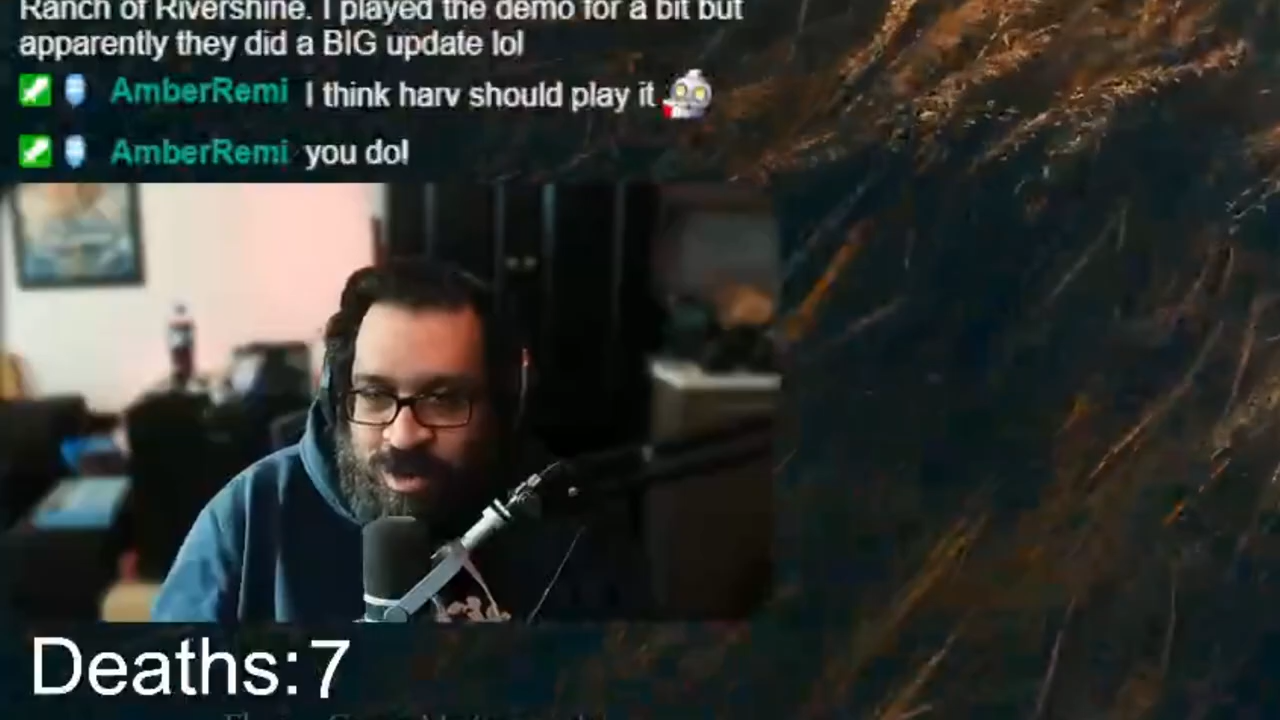 Ranch of Rivershine. I played the demo for a bit but
apparently they did a BIG update lol
AmberRemi I think harv should play it
AmberRemi you do!
Deaths: 7